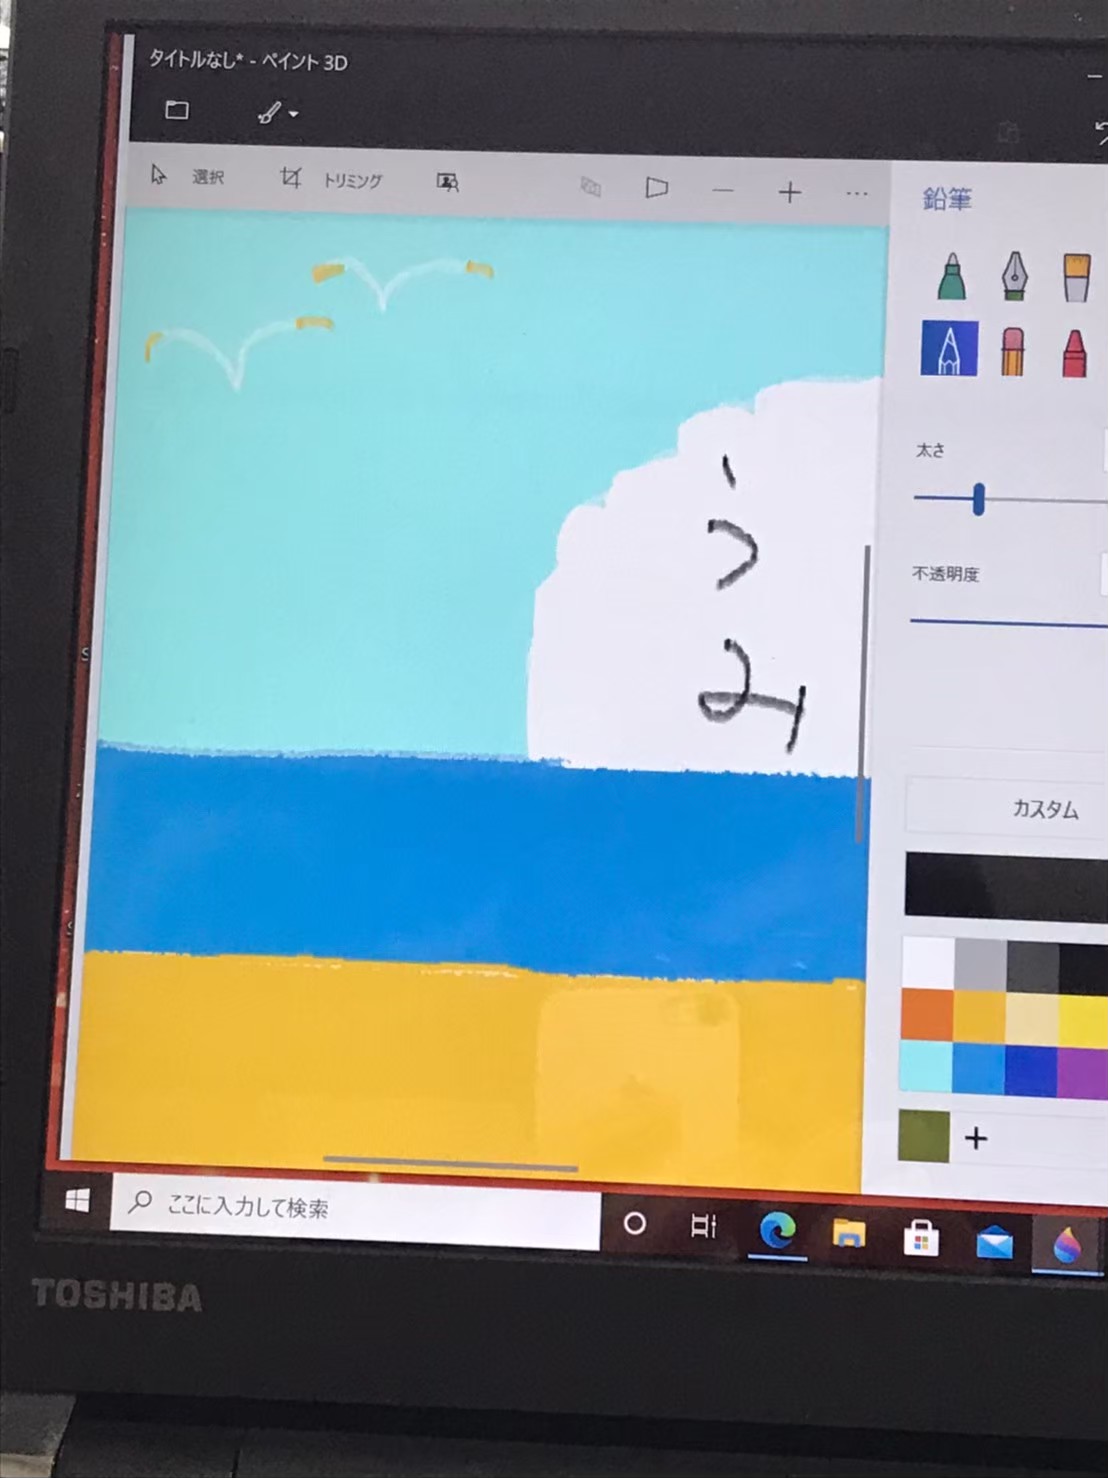 タイトルなし* - ペイント 3D
選択
トリミング
鉛筆
太さ
不透明度
うみ
カスタム
ここに入力して検索
TOSHIBA